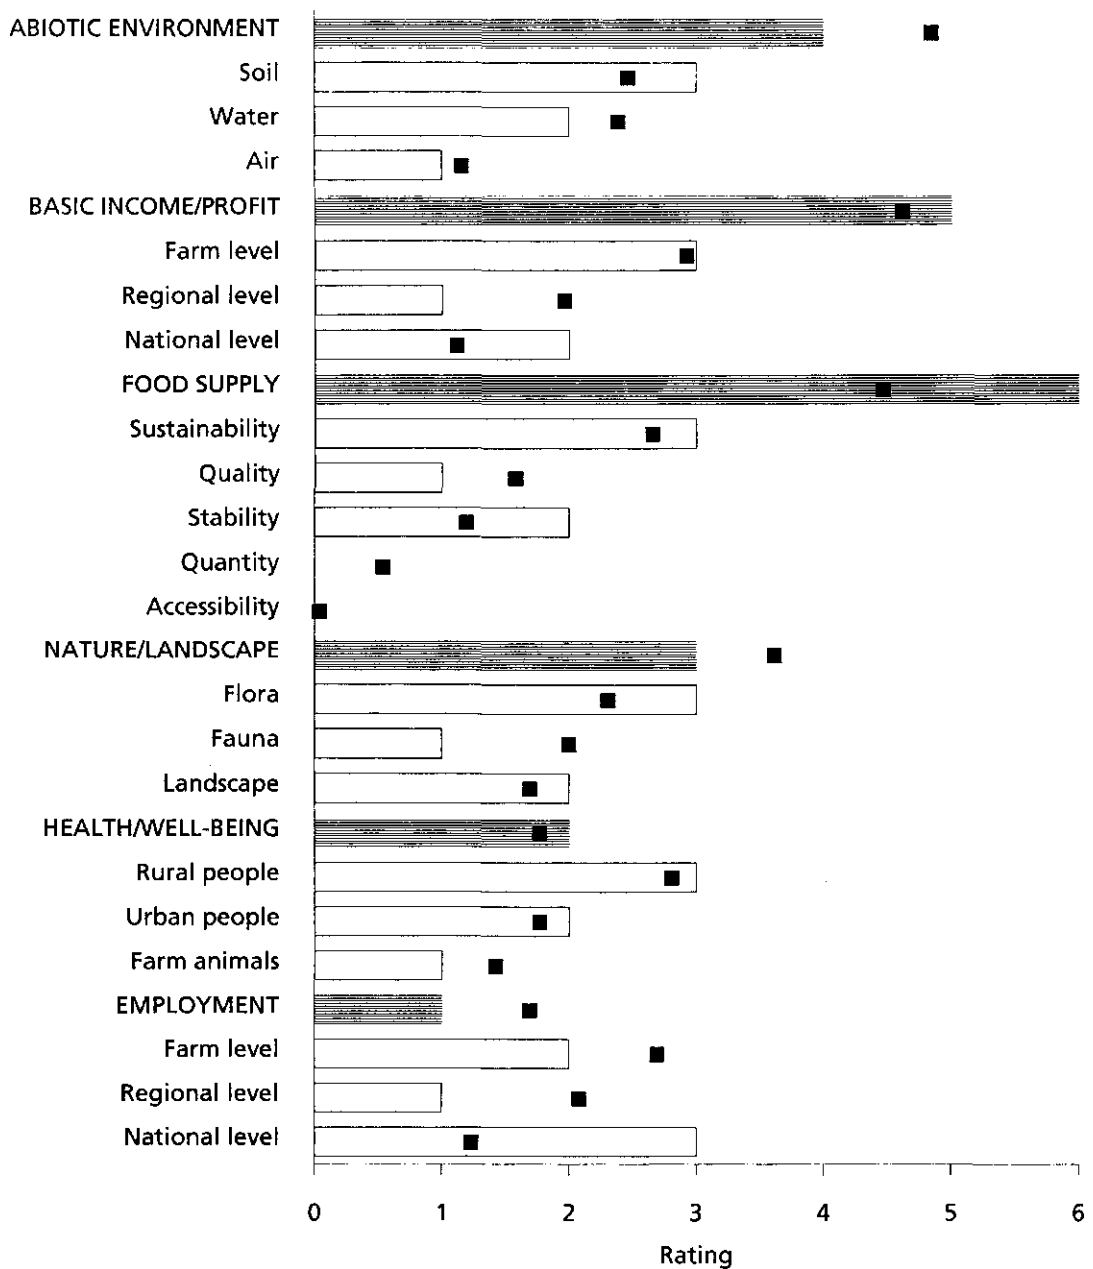 ABIOTIC ENVIRONMENT
Soil
Water
Air
BASIC INCOME/PROFIT
Farm level
Regional level
National level
FOOD SUPPLY
Sustainability
Quality
Stability
Quantity
Accessibility
NATURE/LANDSCAPE
Flora
Fauna
Landscape
HEALTH/WELL-BEING
Rural people
Urban people
Farm animals
EMPLOYMENT
Farm level
Regional level
National level
0 1 2 3 4 5 6
Rating